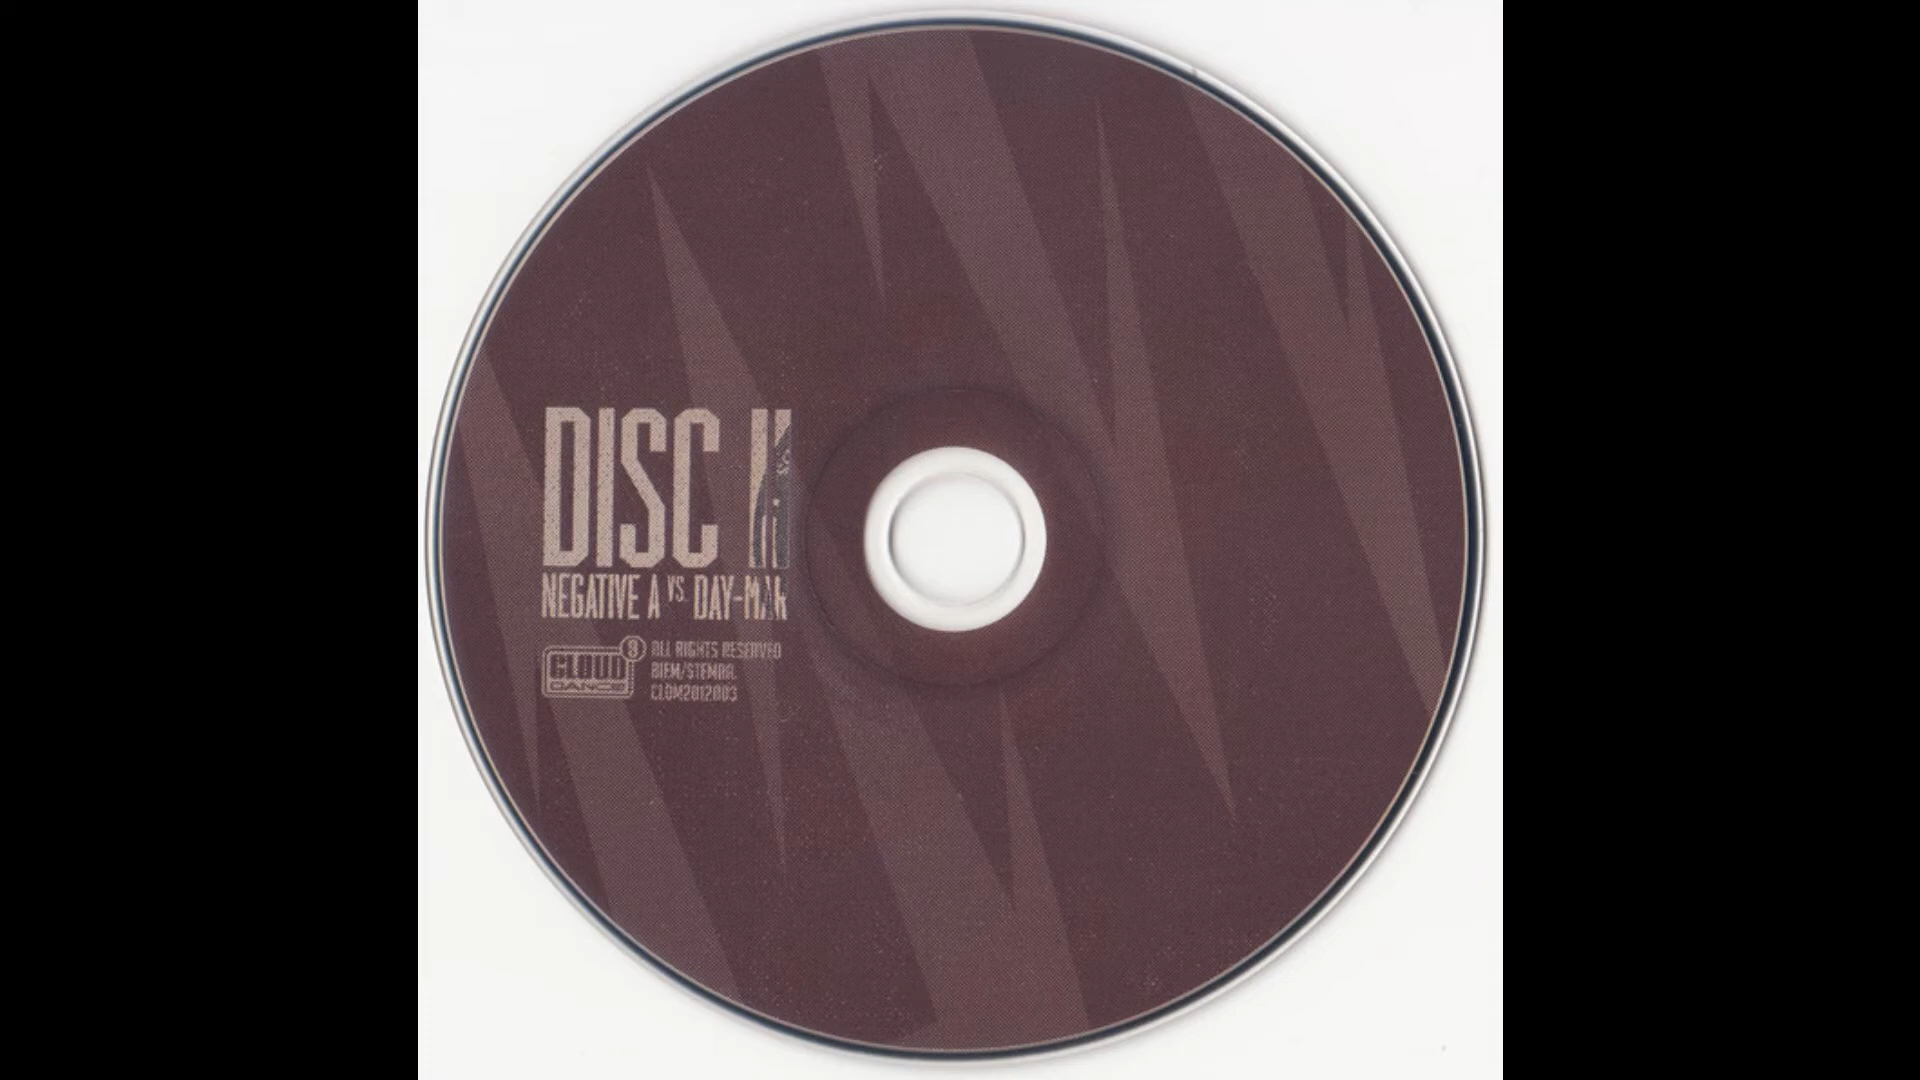 DISC II
NEGATIVE A VS. DAY-MAR
CLOUD 9
DANCE
ALL RIGHTS RESERVED
BIEM/STEMRA.
CLDM2012003